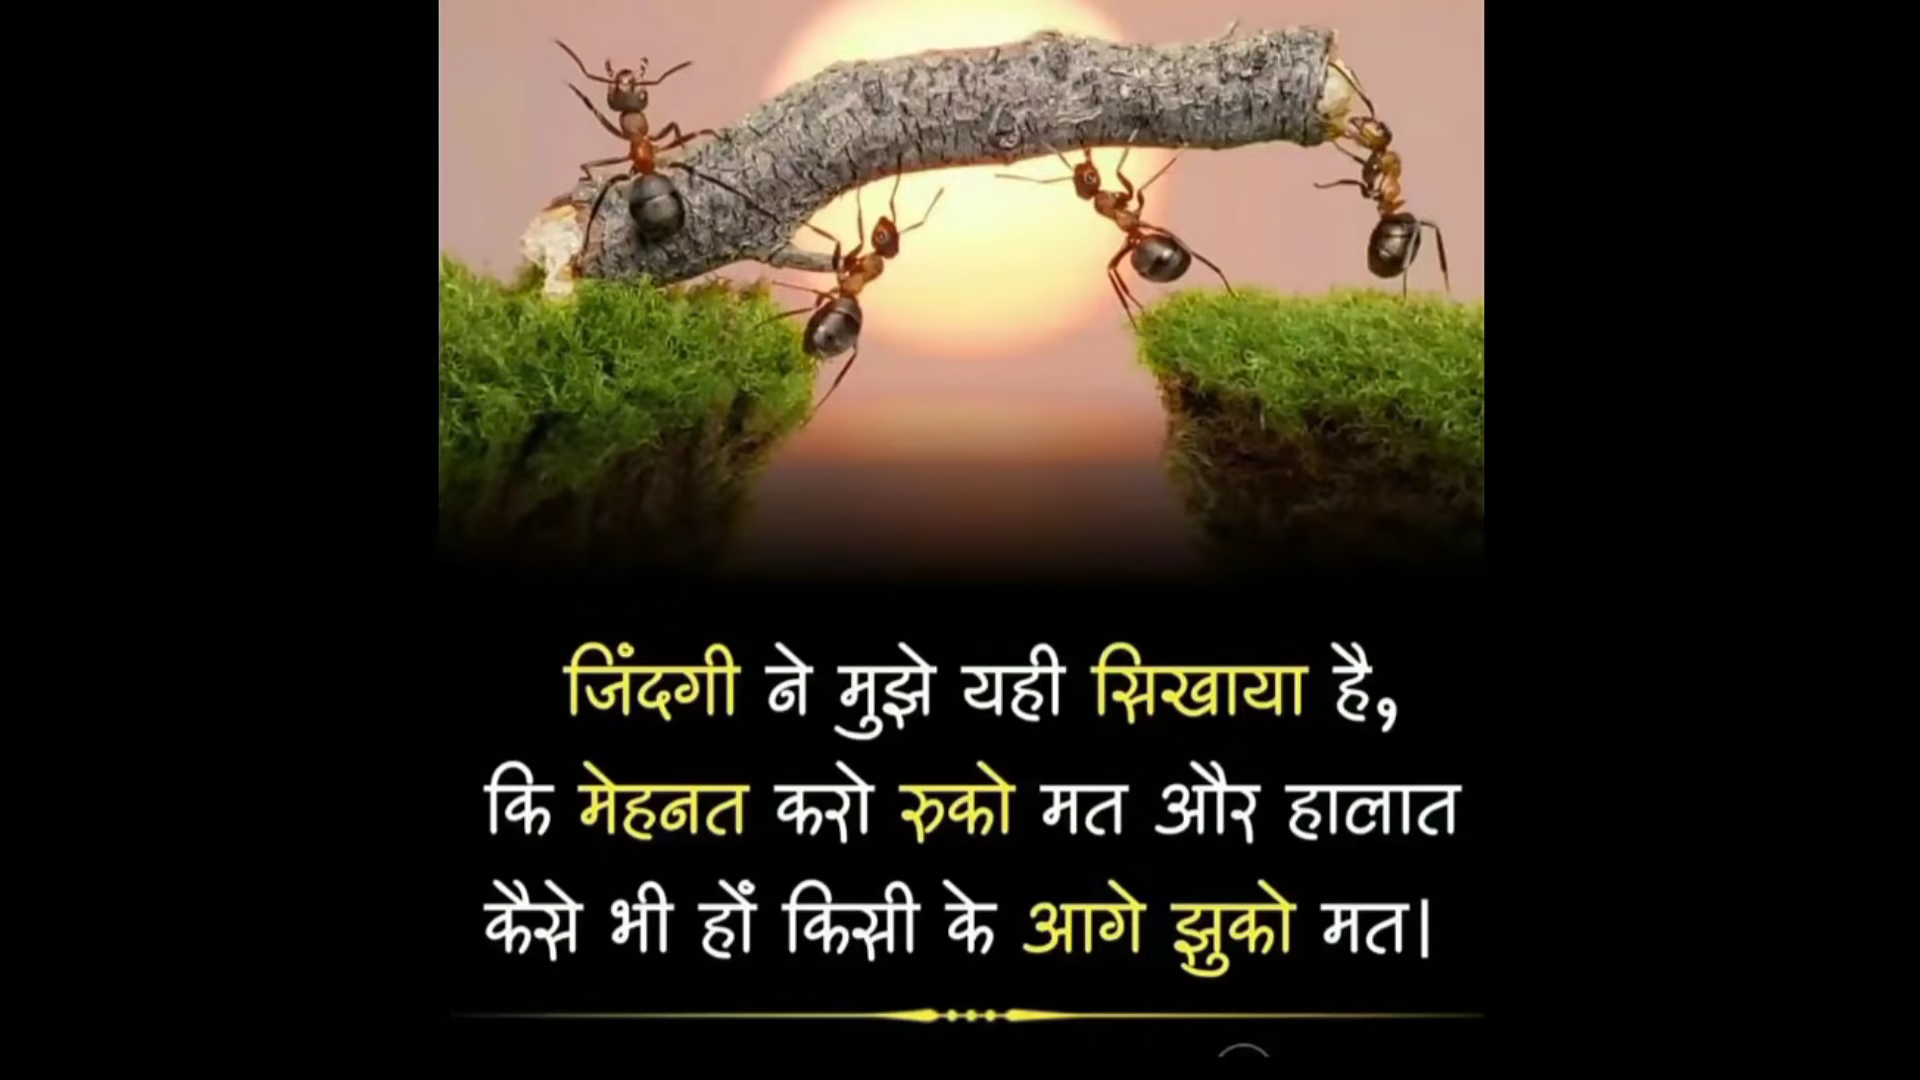 जिंदगी ने मुझे यही सिखाया है,
कि मेहनत करो रुको मत और हालात
कैसे भी हों किसी के आगे झुको मत।